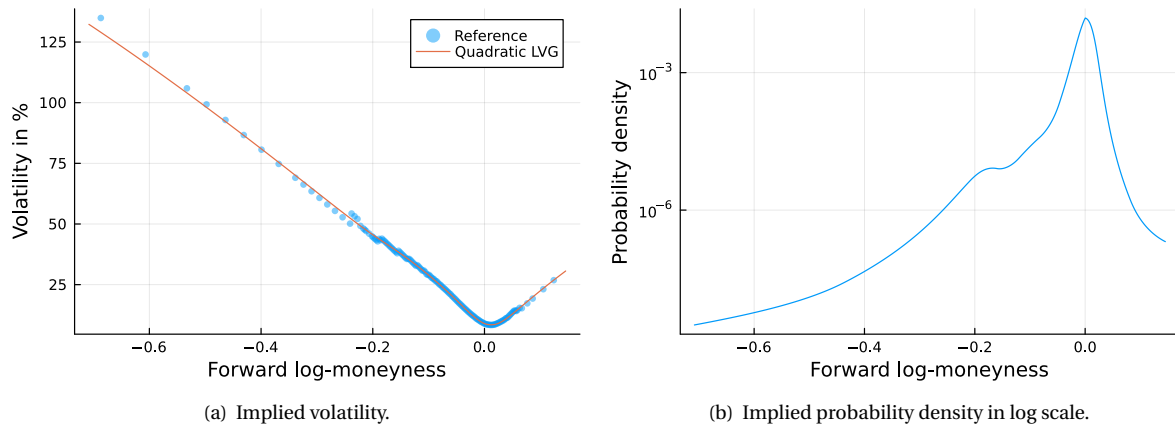 125
100
75
50
25
Volatility in %
Reference
Quadratic LVG
−0.6
−0.4
−0.2
0.0
Forward log-moneyness
(a) Implied volatility.
10⁻³
10⁻⁶
Probability density
−0.6
−0.4
−0.2
0.0
Forward log-moneyness
(b) Implied probability density in log scale.